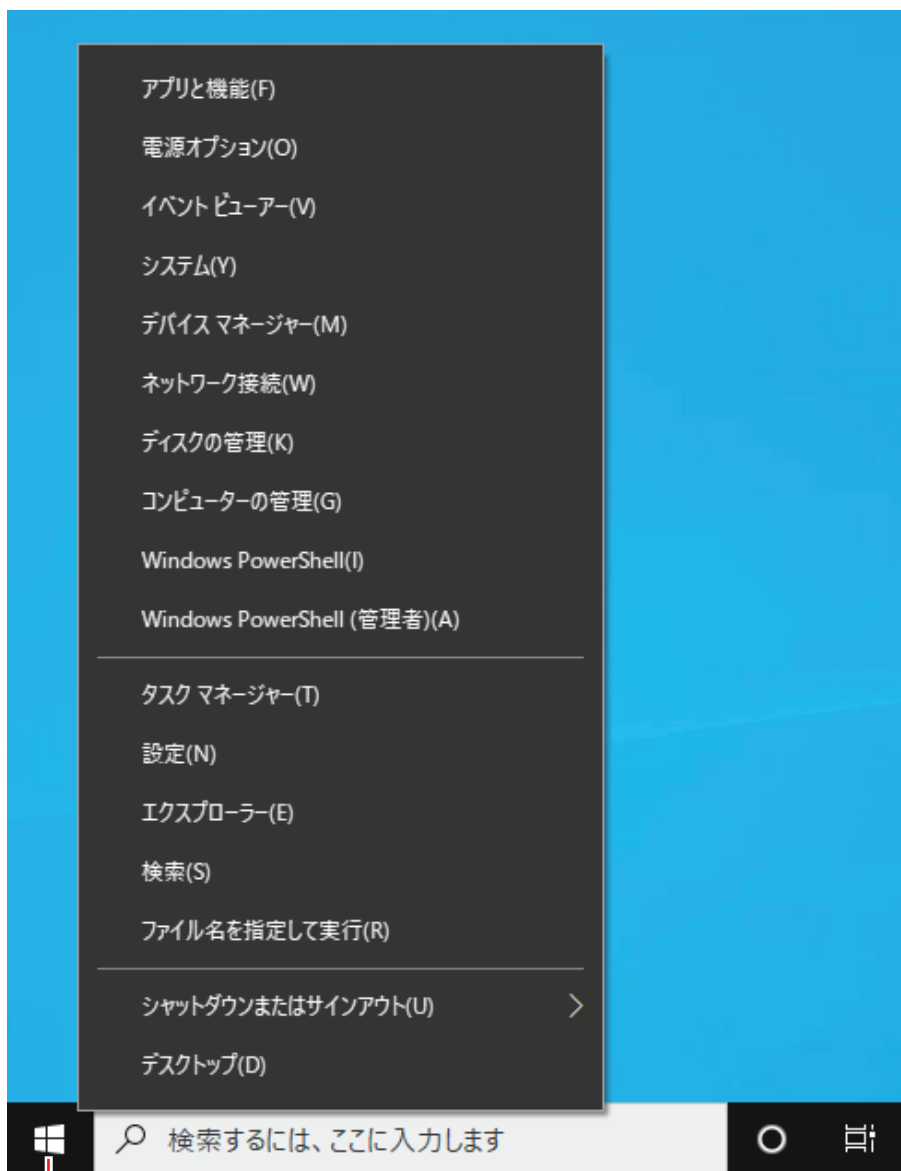 アプリと機能(F)
電源オプション(O)
イベント ビューアー(V)
システム(Y)
デバイス マネージャー(M)
ネットワーク接続(W)
ディスクの管理(K)
コンピューターの管理(G)
Windows PowerShell(I)
Windows PowerShell (管理者)(A)
タスク マネージャー(T)
設定(N)
エクスプローラー(E)
検索(S)
ファイル名を指定して実行(R)
シャットダウンまたはサインアウト(U)
デスクトップ(D)
検索するには、ここに入力します